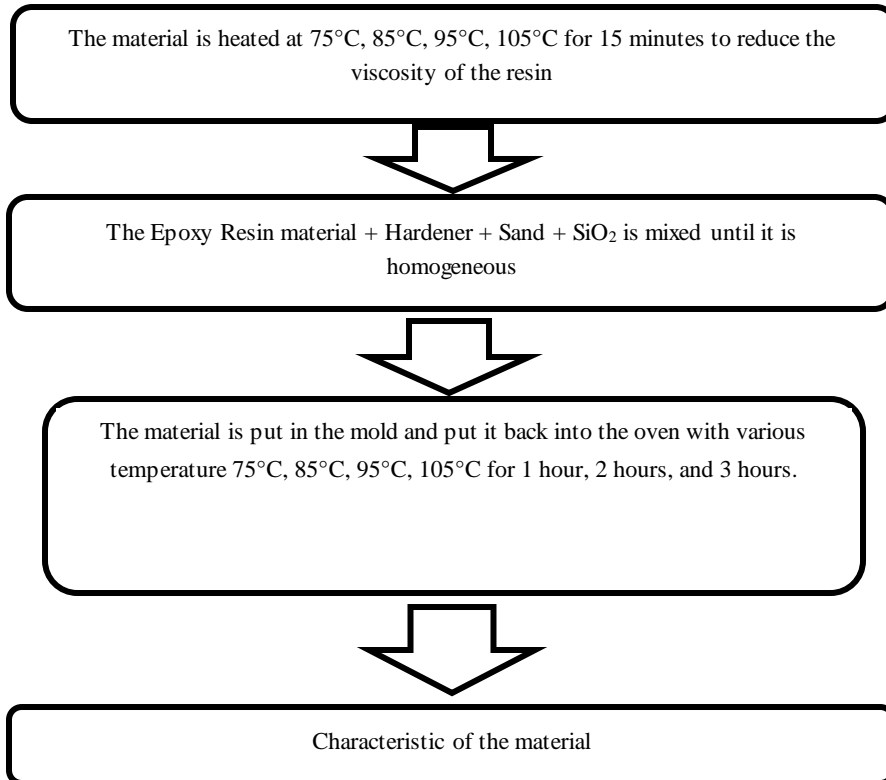 The material is heated at 75°C, 85°C, 95°C, 105°C for 15 minutes to reduce the
viscosity of the resin
The Epoxy Resin material + Hardener + Sand + SiO₂ is mixed until it is
homogeneous
The material is put in the mold and put it back into the oven with various
temperature 75°C, 85°C, 95°C, 105°C for 1 hour, 2 hours, and 3 hours.
Characteristic of the material